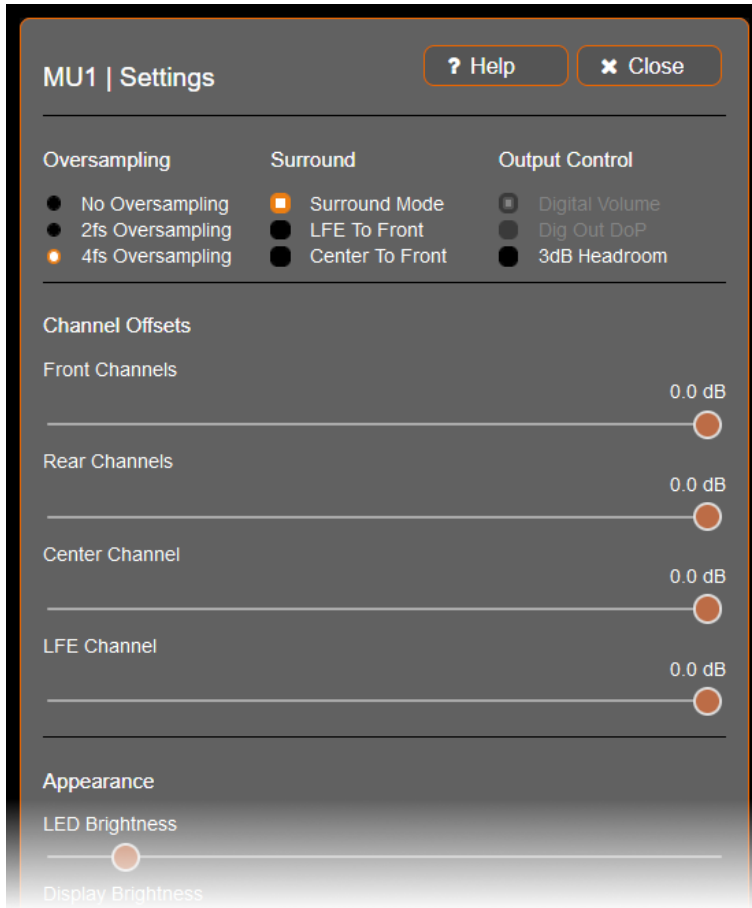 MU1 | Settings
? Help
✖ Close
Oversampling
Surround
Output Control
No Oversampling
Surround Mode
Digital Volume
2fs Oversampling
LFE To Front
Dig Out DoP
4fs Oversampling
Center To Front
3dB Headroom
Channel Offsets
Front Channels
0.0 dB
Rear Channels
0.0 dB
Center Channel
0.0 dB
LFE Channel
0.0 dB
Appearance
LED Brightness
Display Brightness